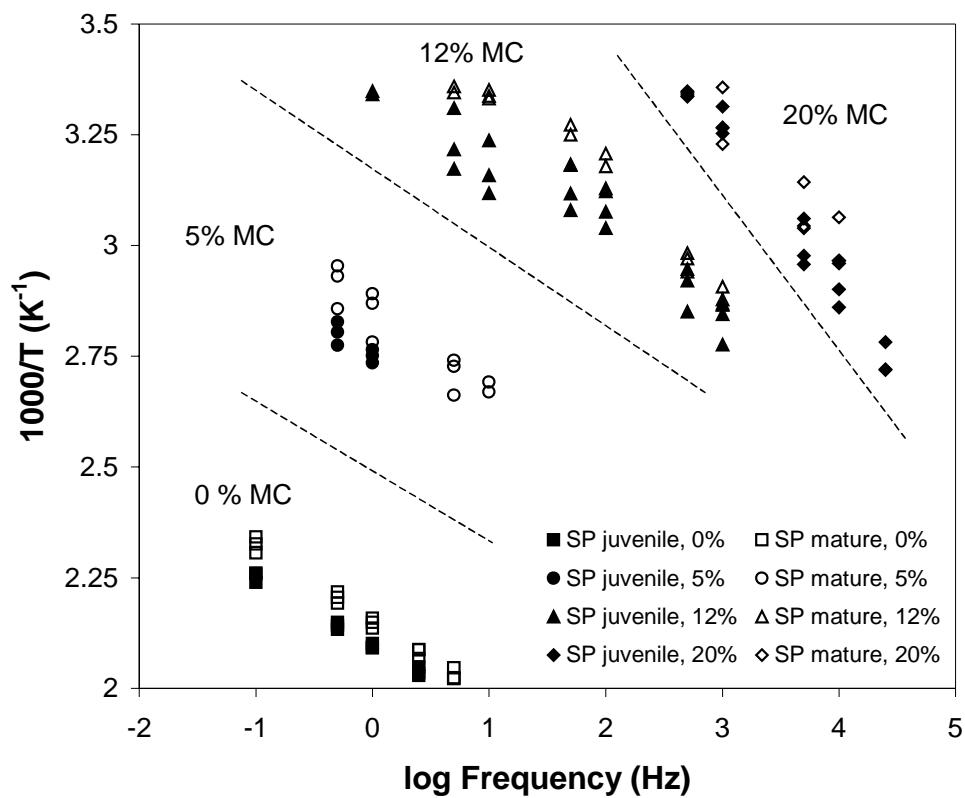 3.5
3.25
3
2.75
2.5
2.25
2
1000/T (K⁻¹)
12% MC
20% MC
5% MC
0 % MC
SP juvenile, 0%
SP mature, 0%
SP juvenile, 5%
SP mature, 5%
SP juvenile, 12%
SP mature, 12%
SP juvenile, 20%
SP mature, 20%
-2 -1 0 1 2 3 4 5
log Frequency (Hz)